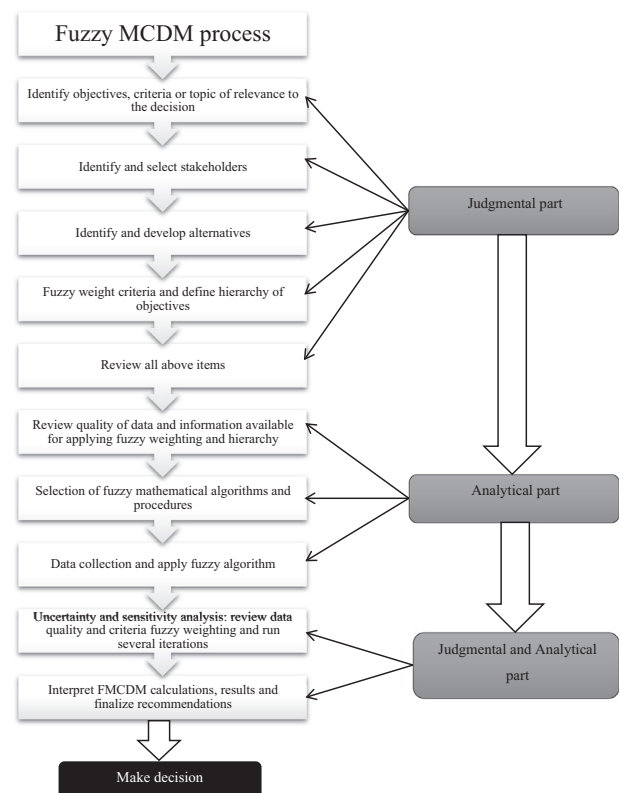 Fuzzy MCDM process
Identify objectives, criteria or topic of relevance to
the decision
Identify and select stakeholders
Judgmental part
Identify and develop alternatives
Fuzzy weight criteria and define hierarchy of
objectives
Review all above items
Review quality of data and information available
for applying fuzzy weighting and hierarchy
Selection of fuzzy mathematical algorithms and
procedures
Analytical part
Data collection and apply fuzzy algorithm
Uncertainty and sensitivity analysis: review data
quality and criteria fuzzy weighting and run
several iterations
Judgmental and Analytical
part
Interpret FMCDM calculations, results and
finalize recommendations
Make decision